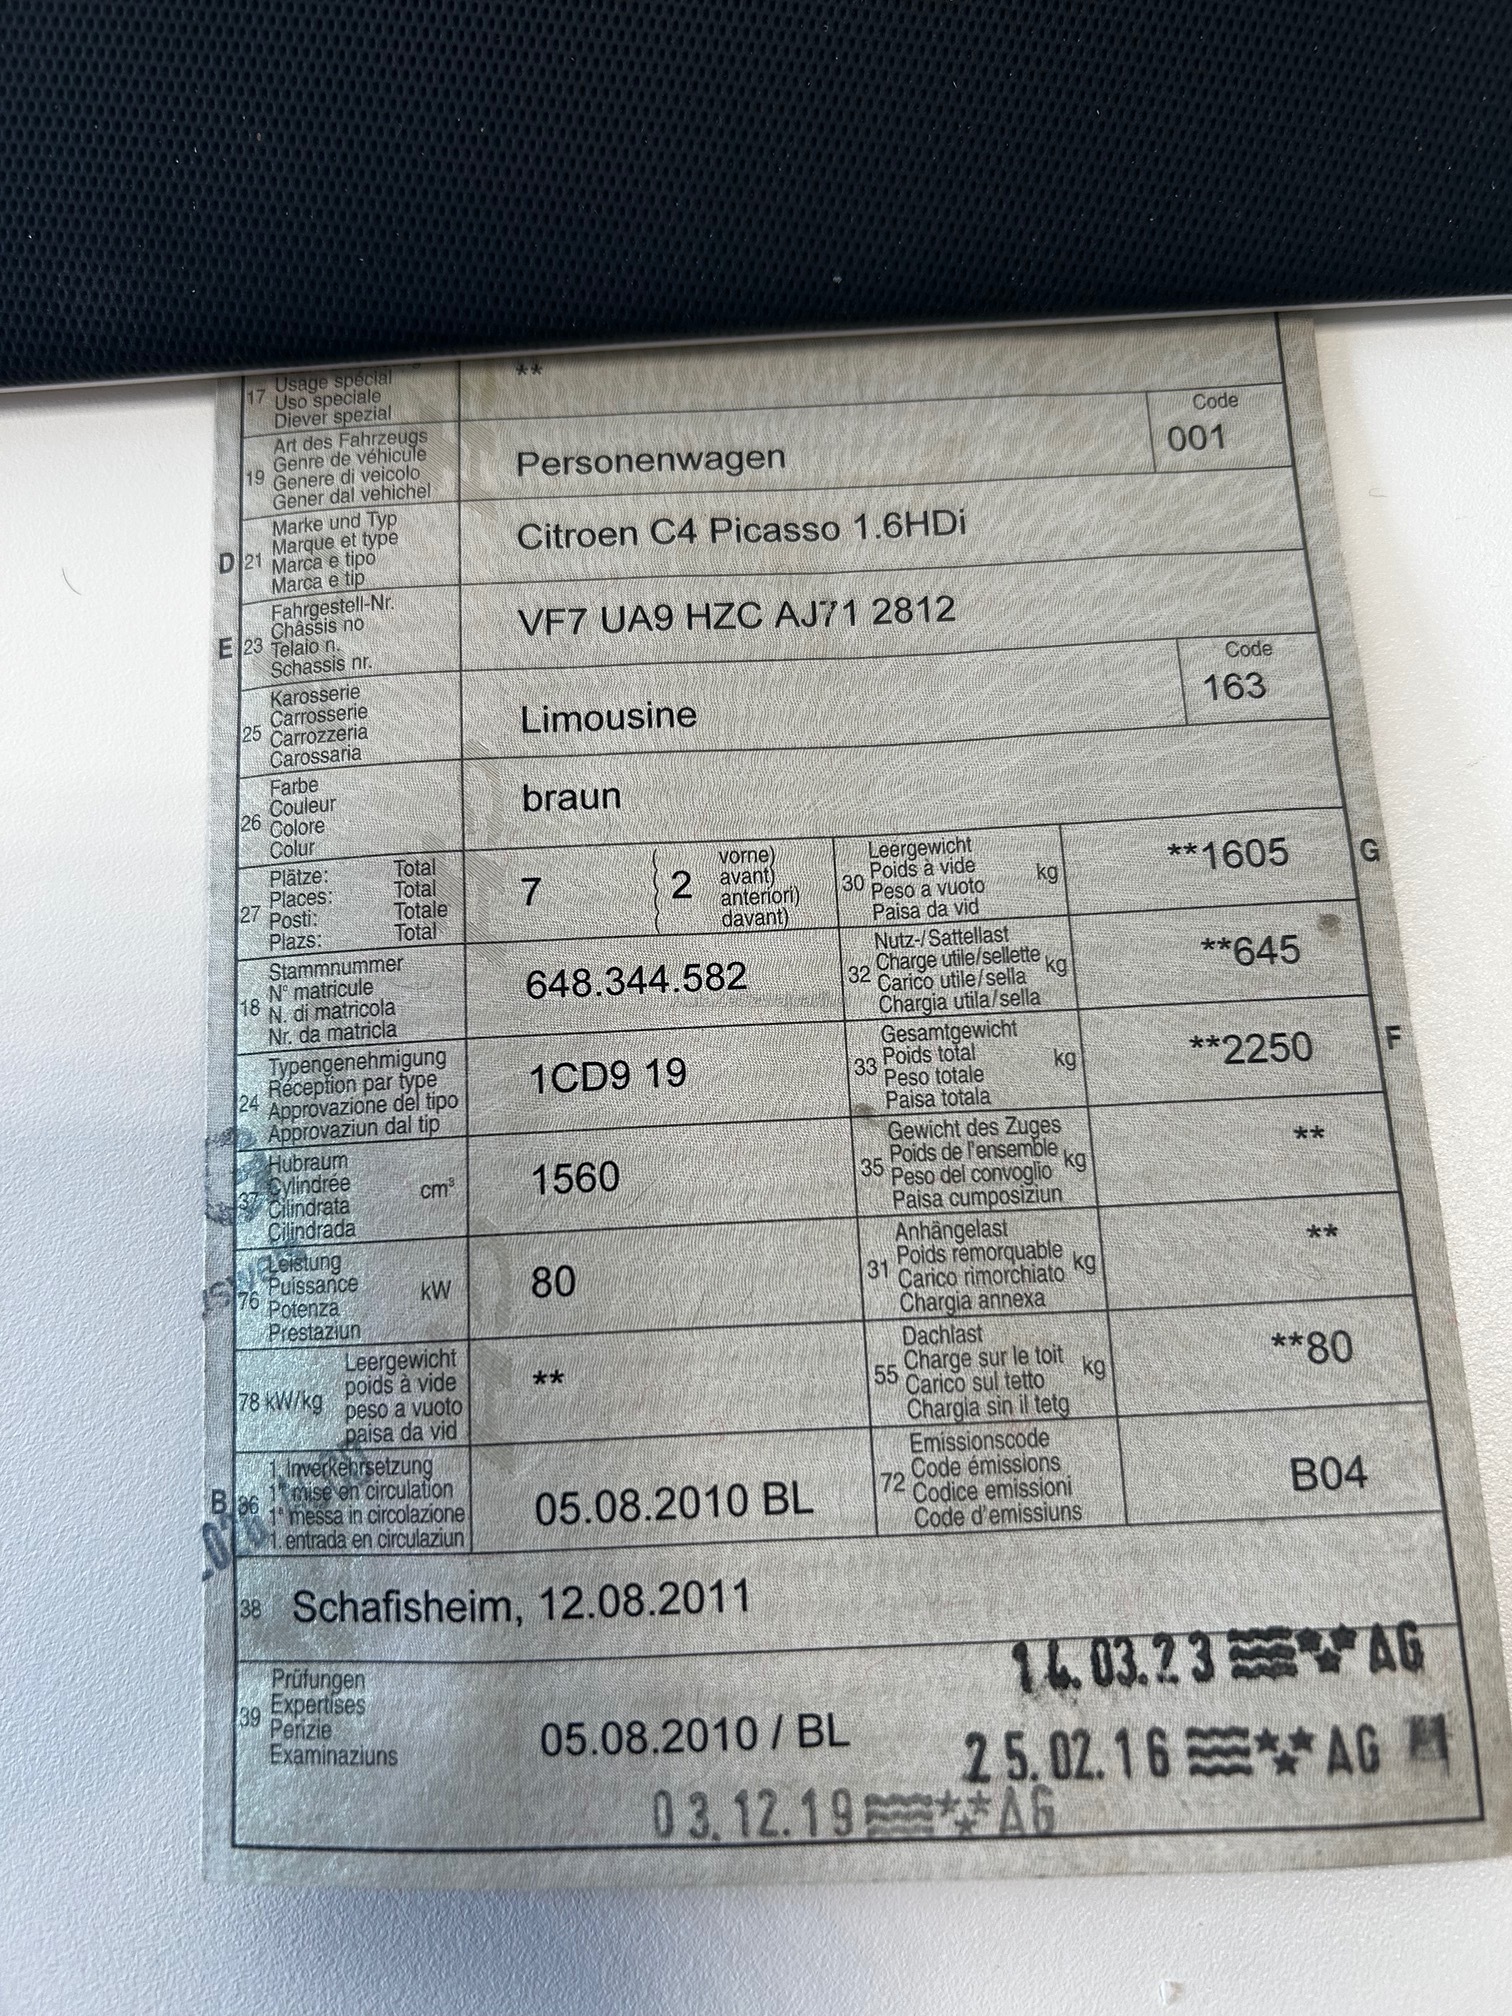 17 Usage spécial **
Uso speciale
Diever spezial
19 Art des Fahrzeugs
Genre de véhicule
Genere di veicolo
Gener dal vehichel
Personenwagen
Code
001
D 21 Marke und Typ
Marque et type
Marca e tipo
Marca e tip
Citroen C4 Picasso 1.6HDi
E 23 Fahrgestell-Nr.
Châssis no
Telaio n.
Schassis nr.
VF7 UA9 HZC AJ71 2812
25 Karosserie
Carrosserie
Carrozzeria
Carossaria
Limousine
Code
163
26 Farbe
Couleur
Colore
Colur
braun
27 Plätze: Total
Places: Total
Posti: Totale
Plazs: Total
7 ( 2 vorne)
avant)
anteriori)
davant)
30 Leergewicht
Poids à vide
Peso a vuoto
Paisa da vid
kg **1605 G
18 Stammnummer
N° matricule
N. di matricola
Nr. da matricla
648.344.582
32 Nutz-/Sattellast
Charge utile/sellette
Carico utile/sella
Chargia utila/sella
kg **645
24 Typengenehmigung
Réception par type
Approvazione del tipo
Approvaziun dal tip
1CD9 19
33 Gesamtgewicht
Poids total
Peso totale
Paisa totala
kg **2250 F
37 Hubraum
Cylindrée
Cilindrata
Cilindrada
cm³ 1560
35 Gewicht des Zuges
Poids de l'ensemble
Peso del convoglio
Paisa cumposiziun
kg **
76 Leistung
Puissance
Potenza
Prestaziun
kW 80
31 Anhängelast
Poids remorquable
Carico rimorchiato
Chargia annexa
kg **
78 kW/kg Leergewicht
poids à vide
peso a vuoto
paisa da vid
**
55 Dachlast
Charge sur le toit
Carico sul tetto
Chargia sin il tetg
kg **80
B 36 1. Inverkehrsetzung
1re mise en circulation
1a messa in circolazione
1. entrada en circulaziun
05.08.2010 BL
72 Emissionscode
Code émissions
Codice emissioni
Code d'emissiuns
B04
38 Schafisheim, 12.08.2011
14.03.23 AG
39 Prüfungen
Expertises
Perizie
Examinaziuns
05.08.2010 / BL
25.02.16 AG
03.12.19 AG